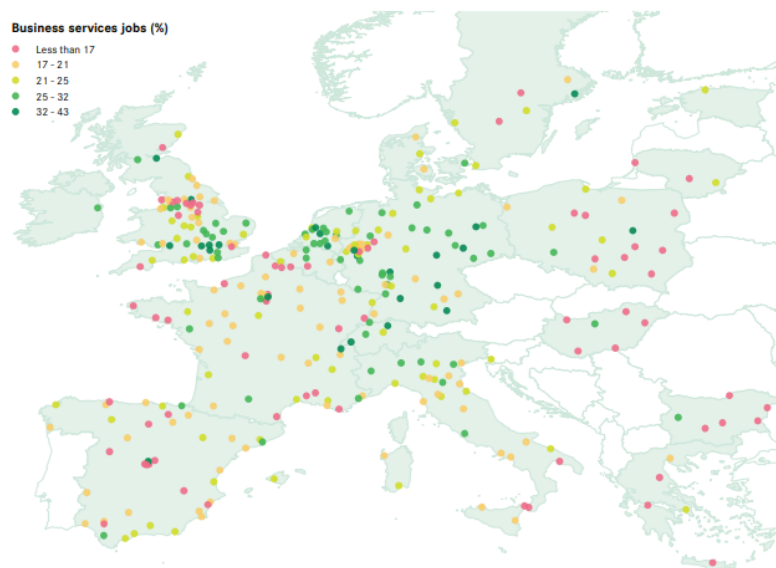 Business services jobs (%)
Less than 17
17 - 21
21 - 25
25 - 32
32 - 43